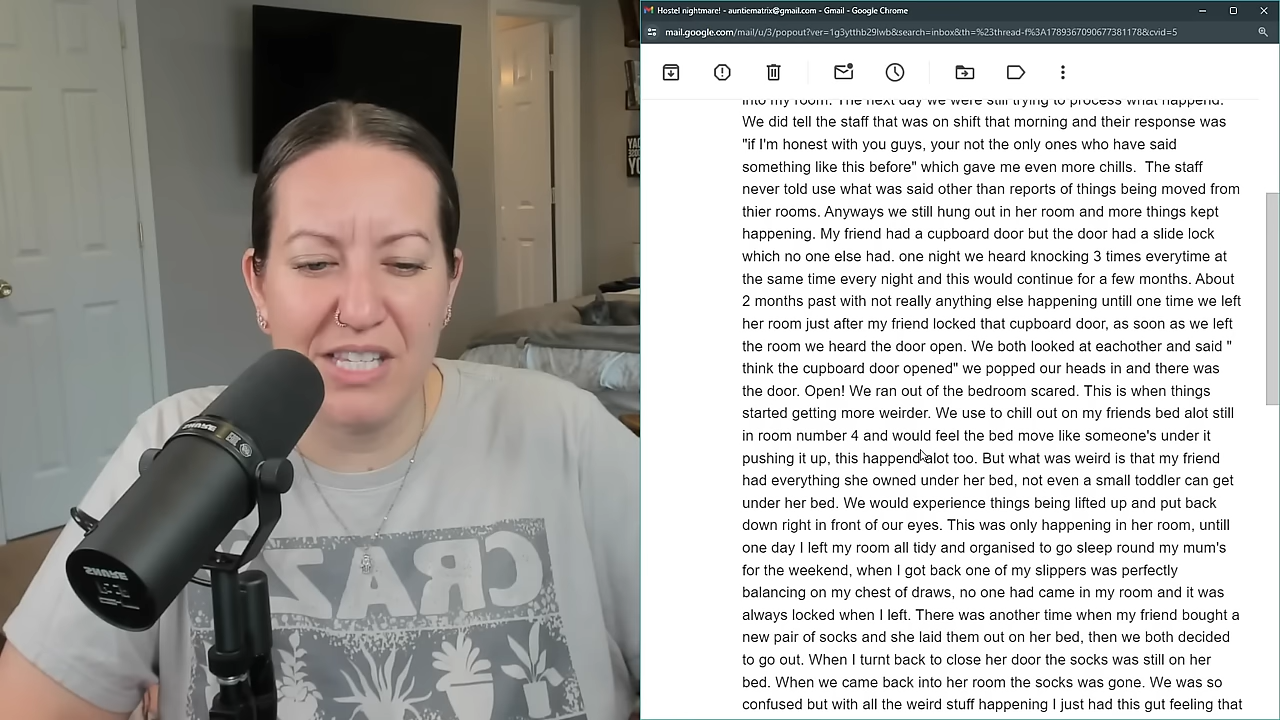 Hostel nightmare! - auntiematrix@gmail.com - Gmail - Google Chrome
mail.google.com/mail/u/3/popout?ver=1g3ytthb29lwb&search=inbox&th=%23thread-f%3A1789367090677381178&cvid=5
into my room. The next day we were still trying to process what happend.
We did tell the staff that was on shift that morning and their response was
"if I'm honest with you guys, your not the only ones who have said
something like this before" which gave me even more chills.  The staff
never told use what was said other than reports of things being moved from
thier rooms. Anyways we still hung out in her room and more things kept
happening. My friend had a cupboard door but the door had a slide lock
which no one else had. one night we heard knocking 3 times everytime at
the same time every night and this would continue for a few months. About
2 months past with not really anything else happening untill one time we left
her room just after my friend locked that cupboard door, as soon as we left
the room we heard the door open. We both looked at eachother and said "
think the cupboard door opened" we popped our heads in and there was
the door. Open! We ran out of the bedroom scared. This is when things
started getting more weirder. We use to chill out on my friends bed alot still
in room number 4 and would feel the bed move like someone's under it
pushing it up, this happend alot too. But what was weird is that my friend
had everything she owned under her bed, not even a small toddler can get
under her bed. We would experience things being lifted up and put back
down right in front of our eyes. This was only happening in her room, untill
one day I left my room all tidy and organised to go sleep round my mum's
for the weekend, when I got back one of my slippers was perfectly
balancing on my chest of draws, no one had came in my room and it was
always locked when I left. There was another time when my friend bought a
new pair of socks and she laid them out on her bed, then we both decided
to go out. When I turnt back to close her door the socks was still on her
bed. When we came back into her room the socks was gone. We was so
confused but with all the weird stuff happening I just had this gut feeling that
CRAZ